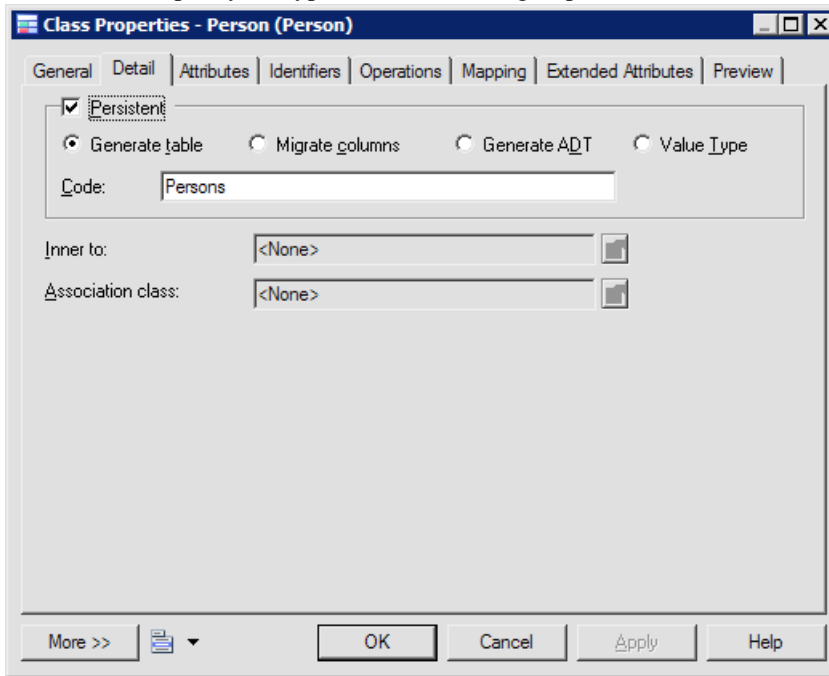 Class Properties - Person (Person)
General Detail Attributes Identifiers Operations Mapping Extended Attributes Preview
Persistent
Generate table Migrate columns Generate ADT Value Type
Code: Persons
Inner to: <None>
Association class: <None>
More >> OK Cancel Apply Help